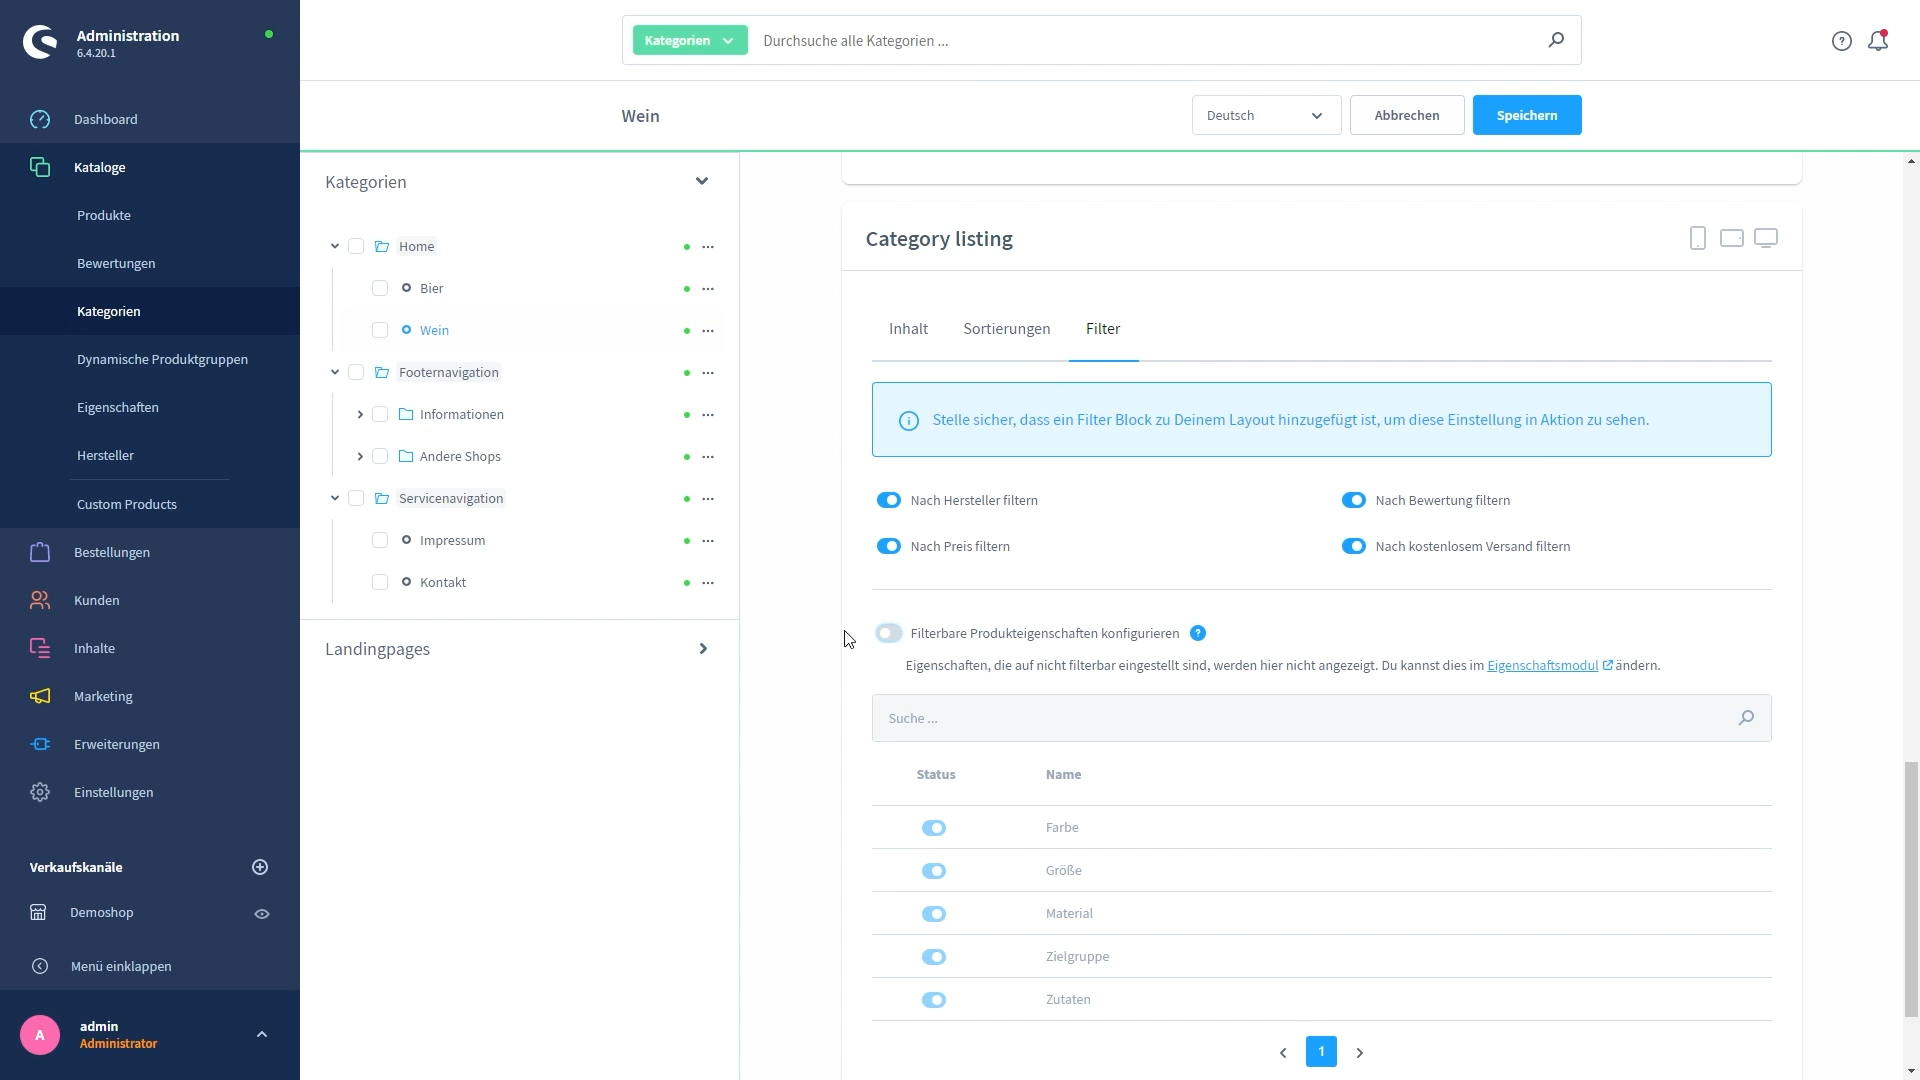 Administration
6.4.20.1
Dashboard
Kataloge
Produkte
Bewertungen
Kategorien
Dynamische Produktgruppen
Eigenschaften
Hersteller
Custom Products
Bestellungen
Kunden
Inhalte
Marketing
Erweiterungen
Einstellungen
Verkaufskanäle
Demoshop
Menü einklappen
A
admin
Administrator
Kategorien
Durchsuche alle Kategorien ...
Wein
Deutsch
Abbrechen
Speichern
Kategorien
Home
Bier
Wein
Footernavigation
Informationen
Andere Shops
Servicenavigation
Impressum
Kontakt
Landingpages
Category listing
Inhalt
Sortierungen
Filter
Stelle sicher, dass ein Filter Block zu Deinem Layout hinzugefügt ist, um diese Einstellung in Aktion zu sehen.
Nach Hersteller filtern
Nach Bewertung filtern
Nach Preis filtern
Nach kostenlosem Versand filtern
Filterbare Produkteigenschaften konfigurieren
Eigenschaften, die auf nicht filterbar eingestellt sind, werden hier nicht angezeigt. Du kannst dies im Eigenschaftsmodul ändern.
Suche ...
Status Name
Farbe
Größe
Material
Zielgruppe
Zutaten
1